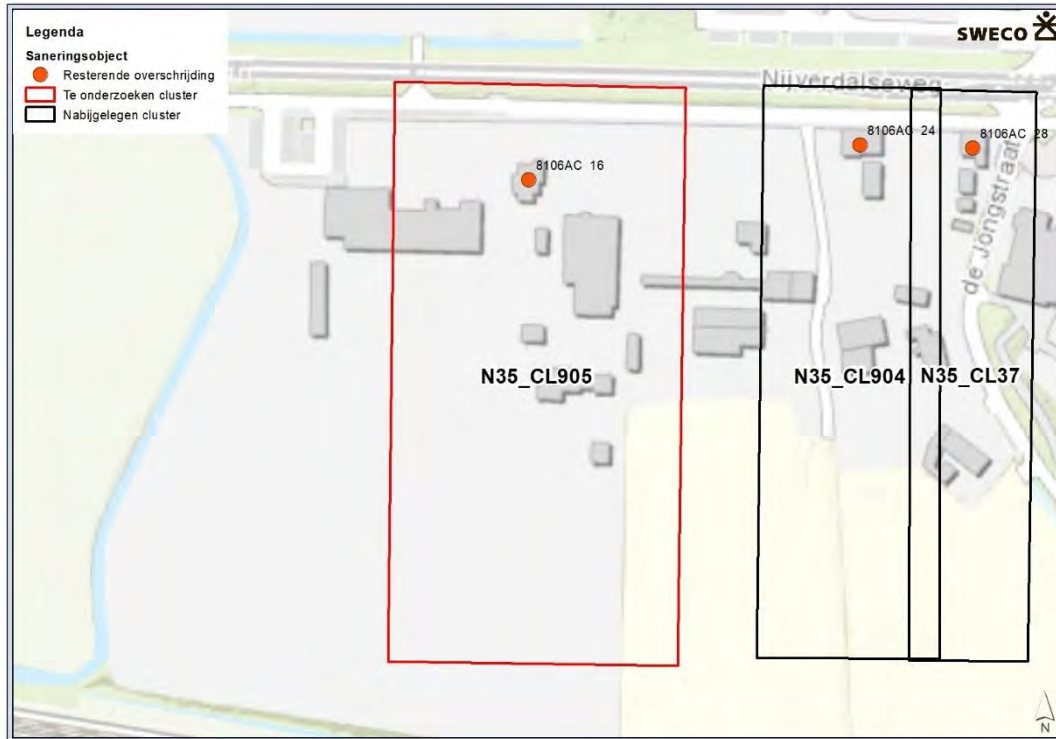 Legenda
Saneringsobject
Resterende overschrijding
Te onderzoeken cluster
Nabijgelegen cluster
SWECO
Nijverdalseweg
8106AC 16
8106AC 24
8106AC 28
de Jongstraat
N35_CL905
N35_CL904
N35_CL37
N